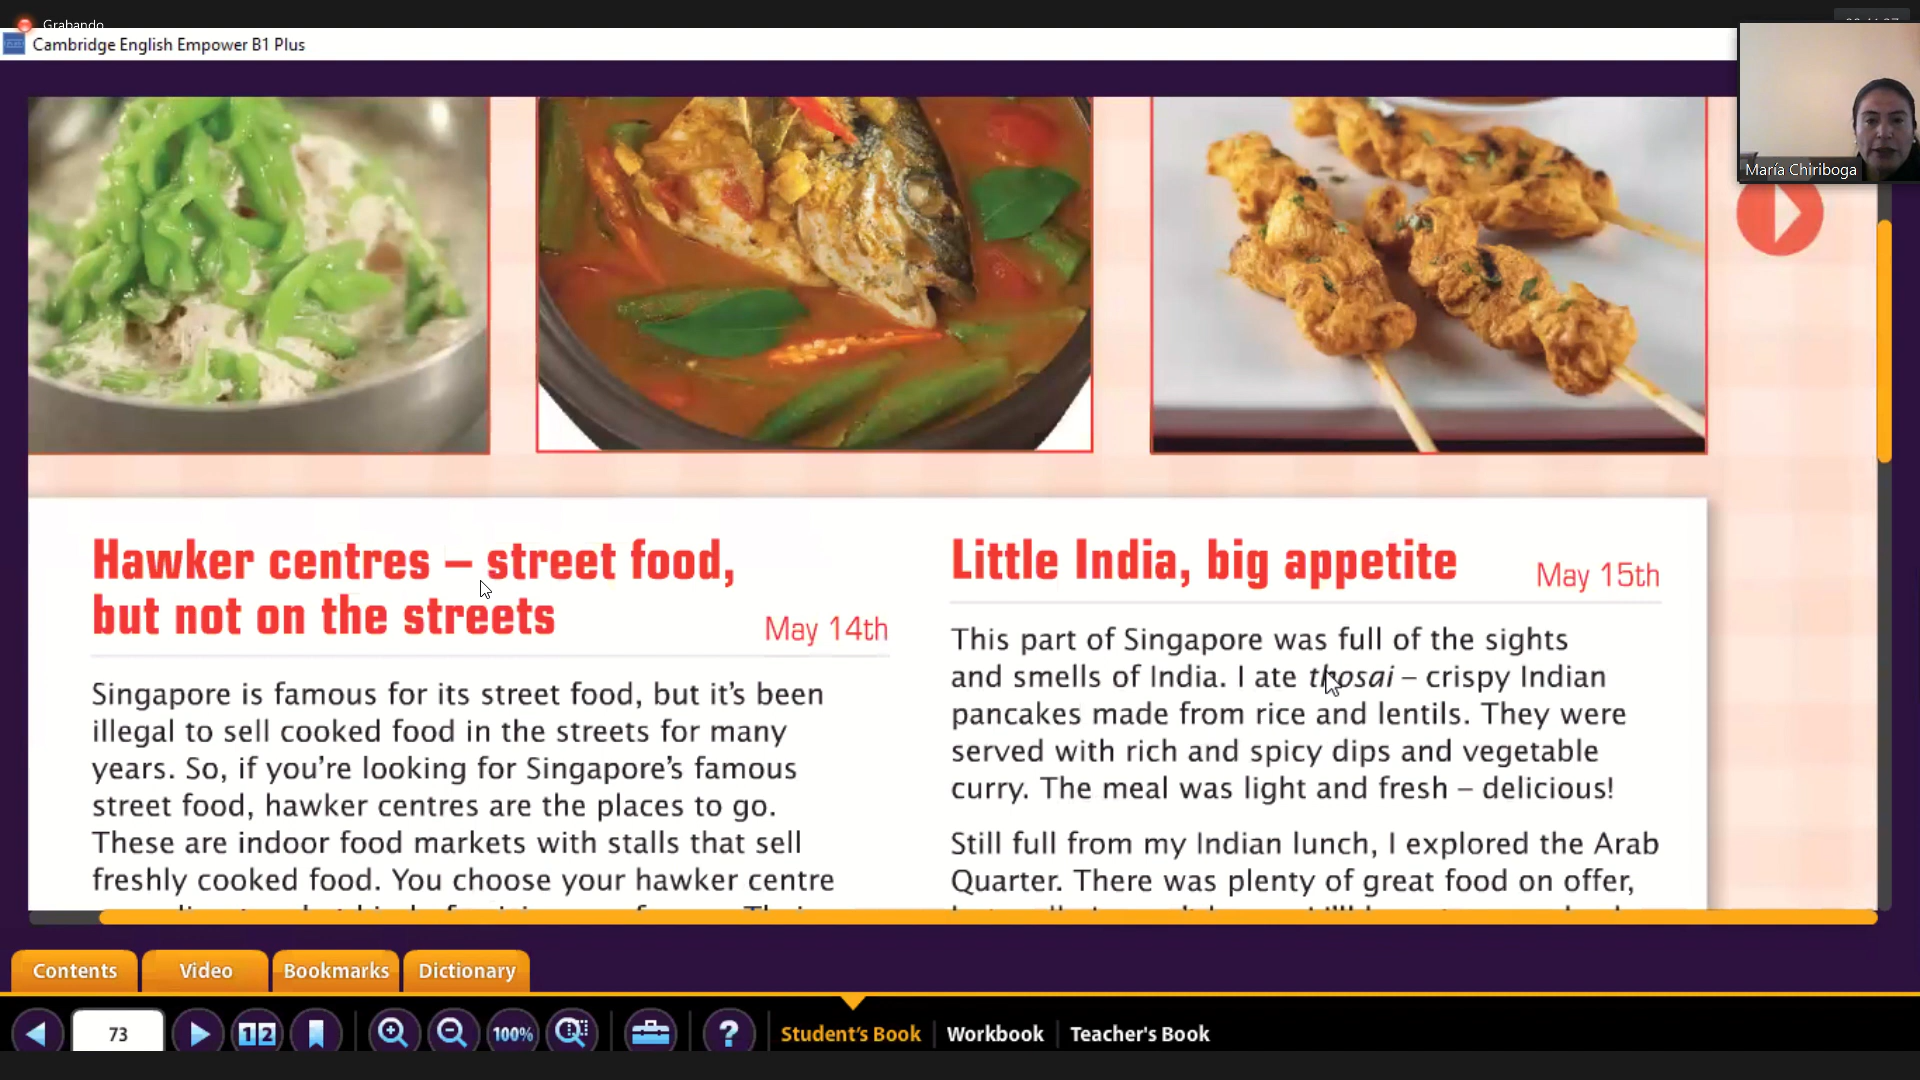 Grabando
Cambridge English Empower B1 Plus
María Chiriboga
Hawker centres – street food,
but not on the streets
May 14th
Singapore is famous for its street food, but it’s been
illegal to sell cooked food in the streets for many
years. So, if you’re looking for Singapore’s famous
street food, hawker centres are the places to go.
These are indoor food markets with stalls that sell
freshly cooked food. You choose your hawker centre
Little India, big appetite
May 15th
This part of Singapore was full of the sights
and smells of India. I ate thosai – crispy Indian
pancakes made from rice and lentils. They were
served with rich and spicy dips and vegetable
curry. The meal was light and fresh – delicious!
Still full from my Indian lunch, I explored the Arab
Quarter. There was plenty of great food on offer,
Contents
Video
Bookmarks
Dictionary
73
1 2
100%
?
Student’s Book
Workbook
Teacher's Book